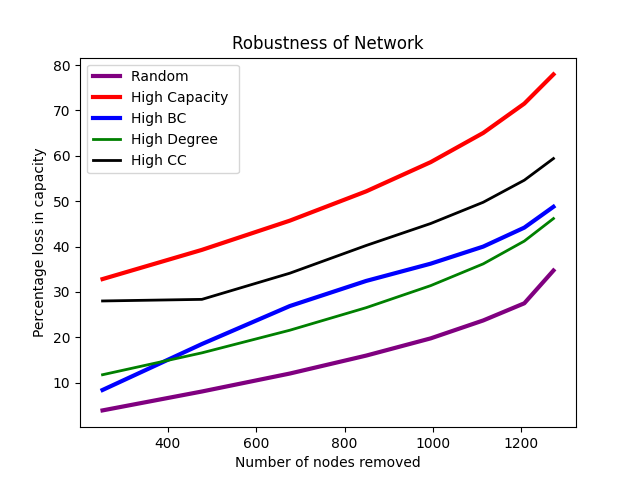 Robustness of Network
Percentage loss in capacity
80
70
60
50
40
30
20
10
Random
High Capacity
High BC
High Degree
High CC
400 600 800 1000 1200
Number of nodes removed